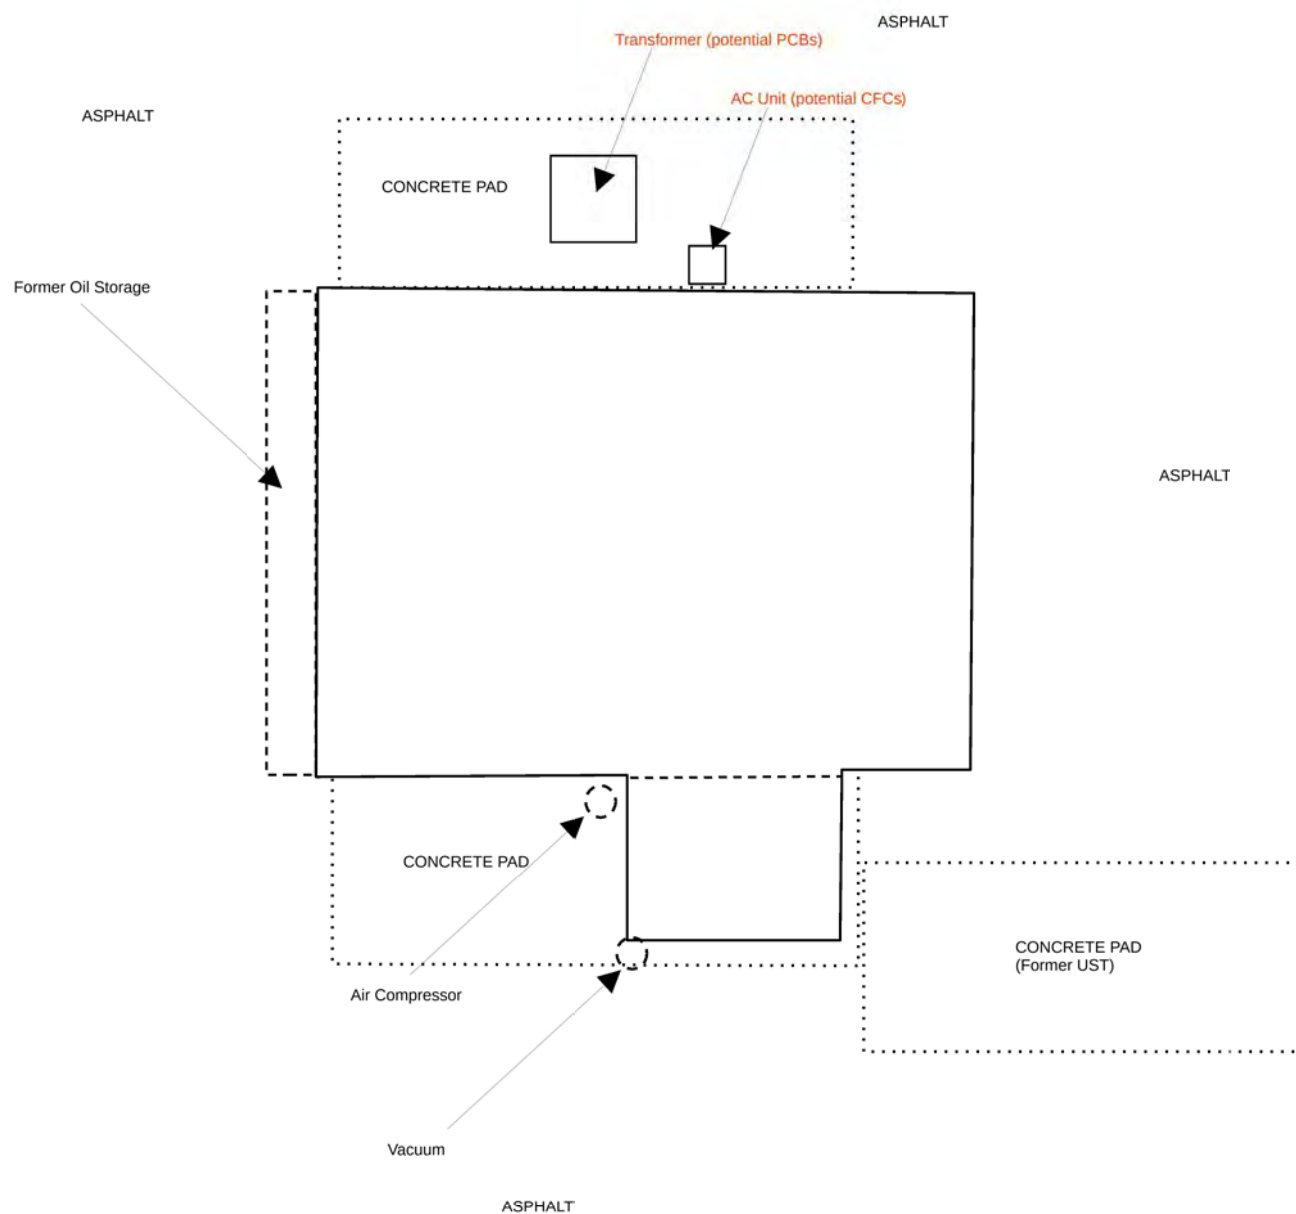 ASPHALT
Transformer (potential PCBs)
AC Unit (potential CFCs)
ASPHALT
CONCRETE PAD
Former Oil Storage
ASPHALT
CONCRETE PAD
CONCRETE PAD
(Former UST)
Air Compressor
Vacuum
ASPHALT